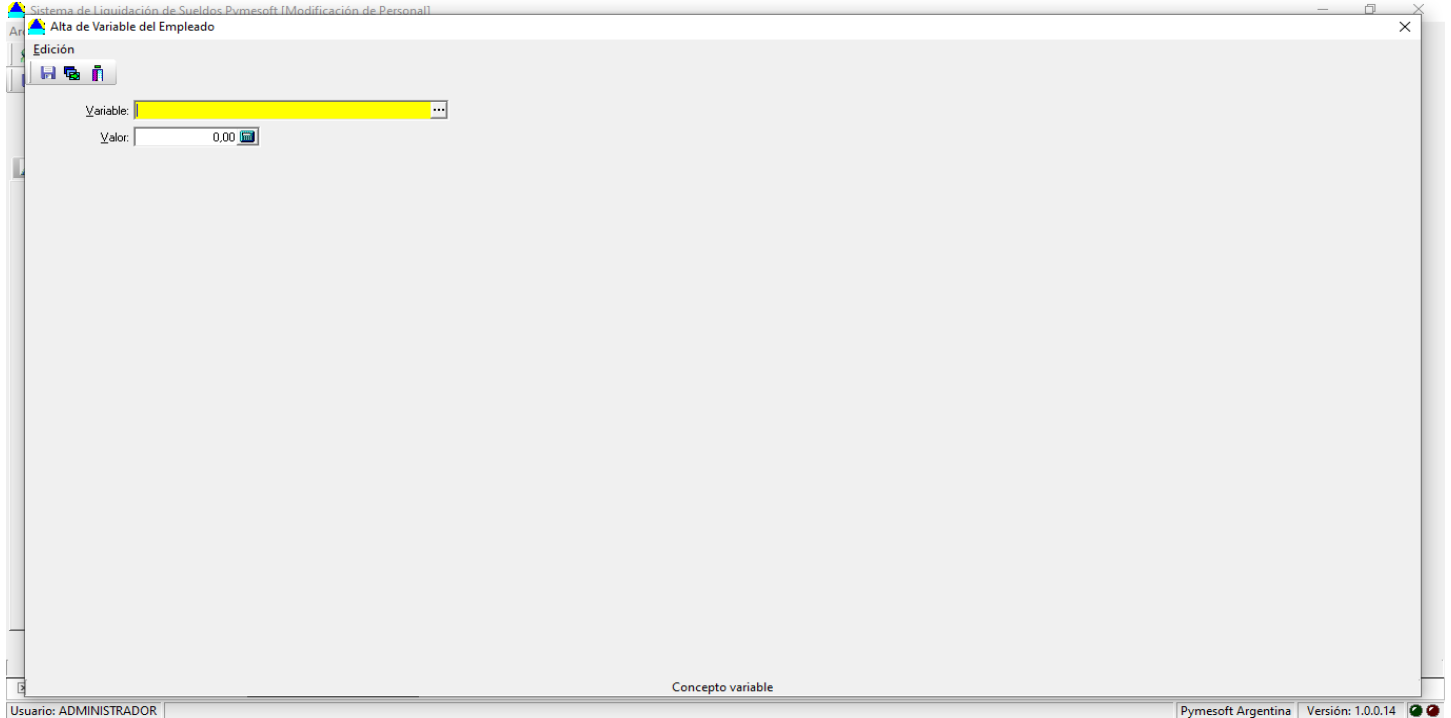 Sistema de Liquidación de Sueldos Pymesoft [Modificación de Personal]
Alta de Variable del Empleado
Edición
Variable:
Valor: 0,00
Concepto variable
Usuario: ADMINISTRADOR
Pymesoft Argentina
Versión: 1.0.0.14